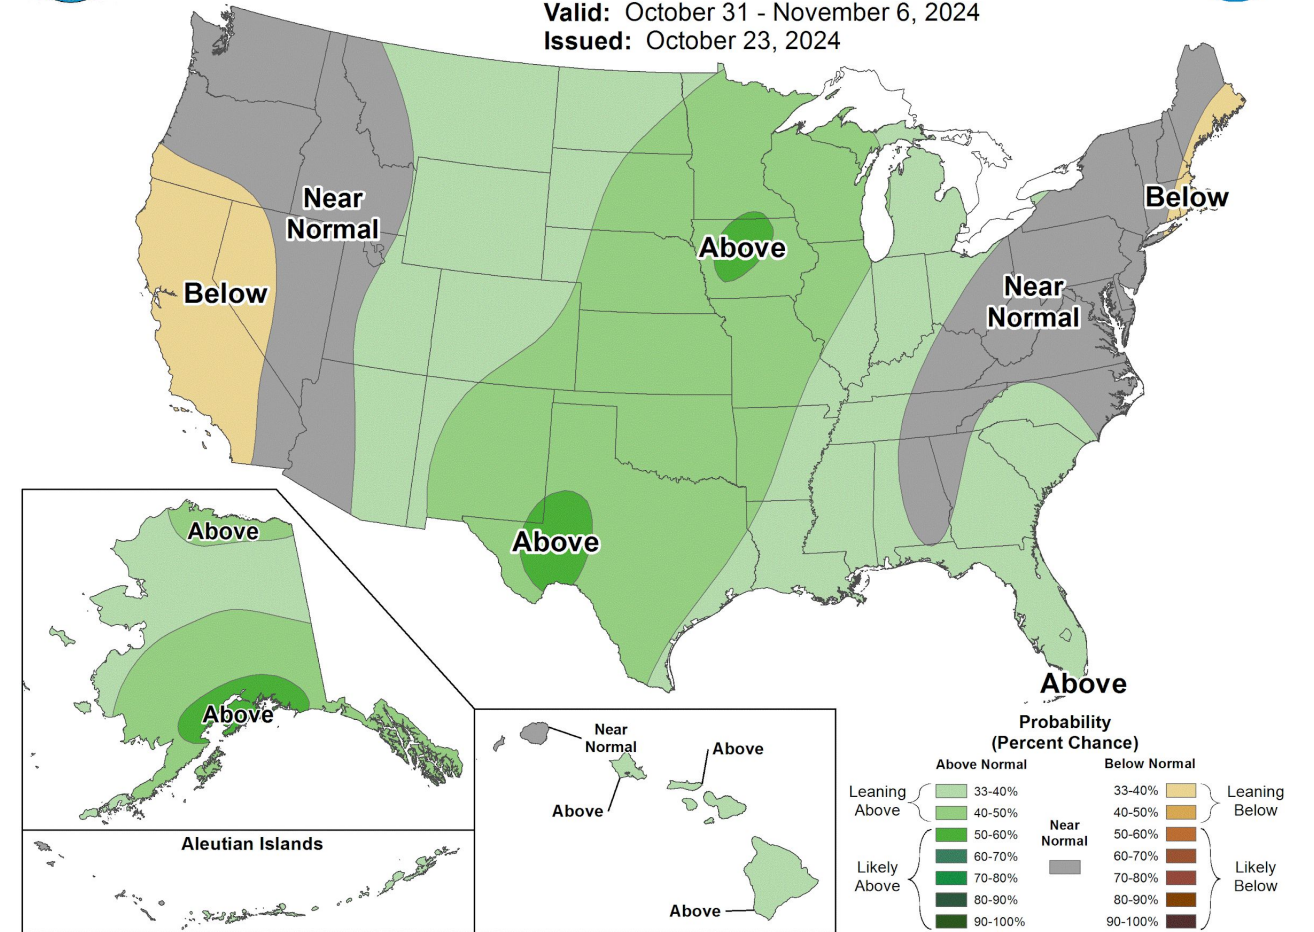 Valid: October 31 - November 6, 2024
Issued: October 23, 2024
Near
Normal
Below
Above
Below
Near
Normal
Above
Above
Above
Above
Near
Normal
Above
Above
Above
Aleutian Islands
Probability
(Percent Chance)
Above Normal
Below Normal
Leaning
Above
33-40%
40-50%
Likely
Above
50-60%
60-70%
70-80%
80-90%
90-100%
Near
Normal
33-40%
40-50%
Leaning
Below
50-60%
60-70%
70-80%
80-90%
90-100%
Likely
Below